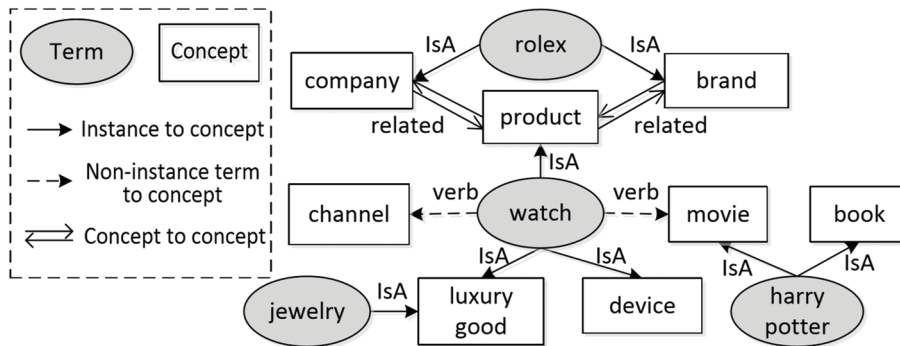 Term
Concept
Instance to concept
Non-instance term
to concept
Concept to concept
rolex
IsA
IsA
company
brand
product
related
related
IsA
channel
verb
watch
verb
movie
book
IsA
IsA
IsA
IsA
jewelry
IsA
luxury
good
device
harry
potter